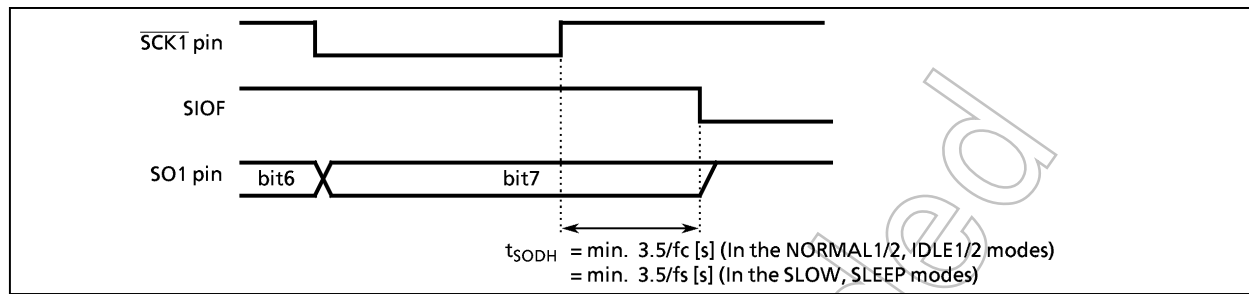 SCK1 pin
SIOF
SO1 pin bit6 bit7
tSODH = min. 3.5/fc [s] (In the NORMAL1/2, IDLE1/2 modes)
= min. 3.5/fs [s] (In the SLOW, SLEEP modes)